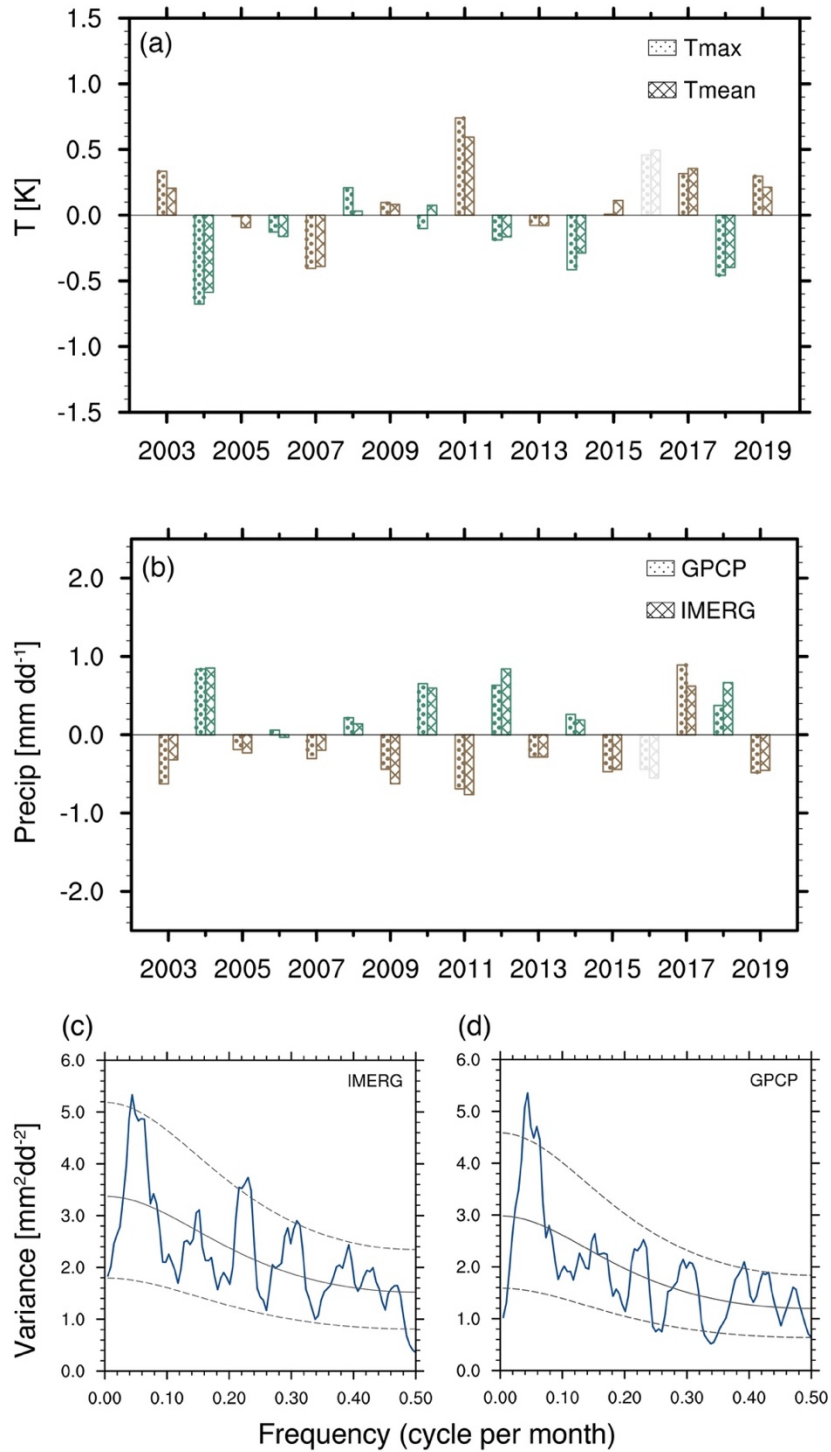 (a)
Tmax
Tmean
T [K]
1.5
1.0
0.5
0.0
-0.5
-1.0
-1.5
2003 2005 2007 2009 2011 2013 2015 2017 2019
(b)
GPCP
IMERG
Precip [mm dd-1]
2.0
1.0
0.0
-1.0
-2.0
2003 2005 2007 2009 2011 2013 2015 2017 2019
(c)
IMERG
Variance [mm2dd-2]
6.0
5.0
4.0
3.0
2.0
1.0
0.0
0.00 0.10 0.20 0.30 0.40 0.50
(d)
GPCP
6.0
5.0
4.0
3.0
2.0
1.0
0.0
0.00 0.10 0.20 0.30 0.40 0.50
Frequency (cycle per month)